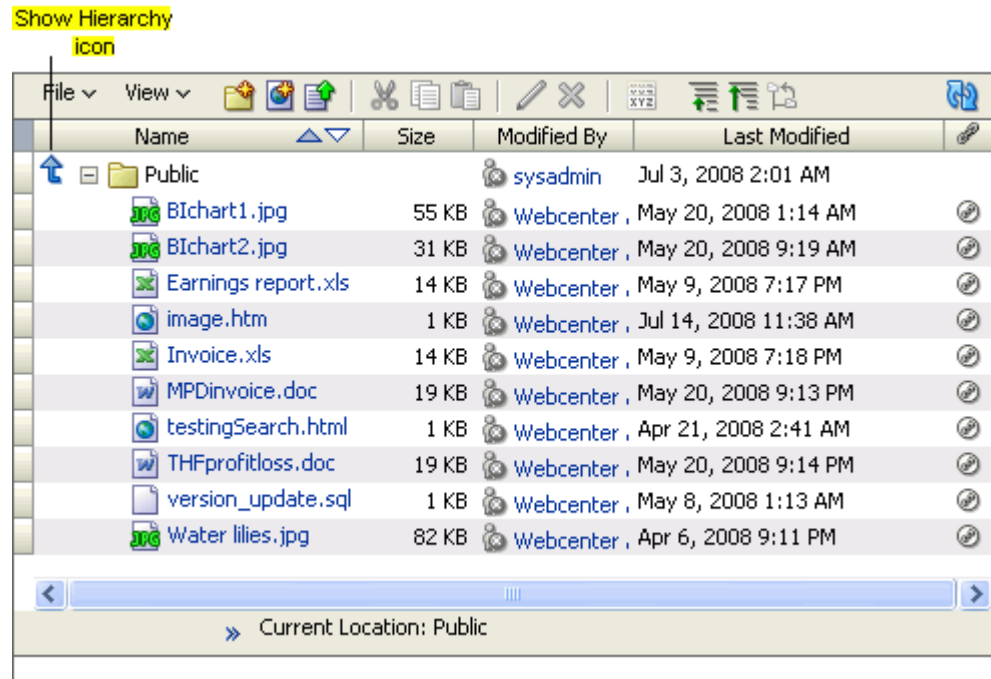 Show Hierarchy
icon
File View XYZ
Name Size Modified By Last Modified
Public sysadmin Jul 3, 2008 2:01 AM
JPG BIchart1.jpg 55 KB Webcenter May 20, 2008 1:14 AM
JPG BIchart2.jpg 31 KB Webcenter May 20, 2008 9:19 AM
Earnings report.xls 14 KB Webcenter May 9, 2008 7:17 PM
image.htm 1 KB Webcenter Jul 14, 2008 11:38 AM
Invoice.xls 14 KB Webcenter May 9, 2008 7:18 PM
MPDinvoice.doc 19 KB Webcenter May 20, 2008 9:13 PM
testingSearch.html 1 KB Webcenter Apr 21, 2008 2:41 AM
THFprofitloss.doc 19 KB Webcenter May 20, 2008 9:14 PM
version_update.sql 1 KB Webcenter May 8, 2008 1:13 AM
JPG Water lilies.jpg 82 KB Webcenter Apr 6, 2008 9:11 PM
» Current Location: Public